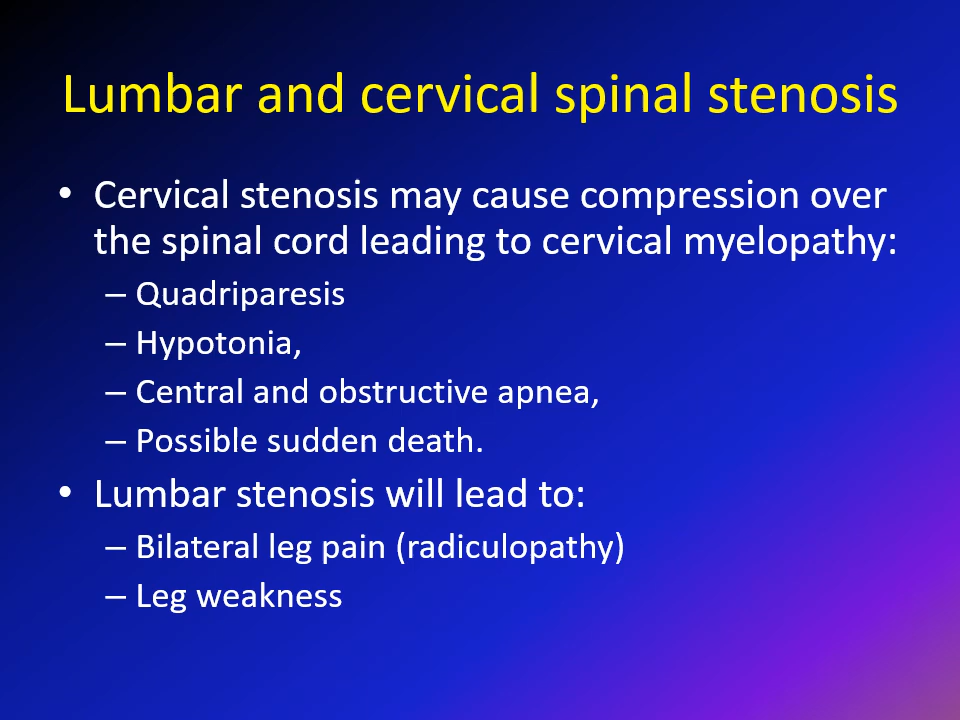 Lumbar and cervical spinal stenosis
• Cervical stenosis may cause compression over
the spinal cord leading to cervical myelopathy:
– Quadriparesis
– Hypotonia,
– Central and obstructive apnea,
– Possible sudden death.
• Lumbar stenosis will lead to:
– Bilateral leg pain (radiculopathy)
– Leg weakness